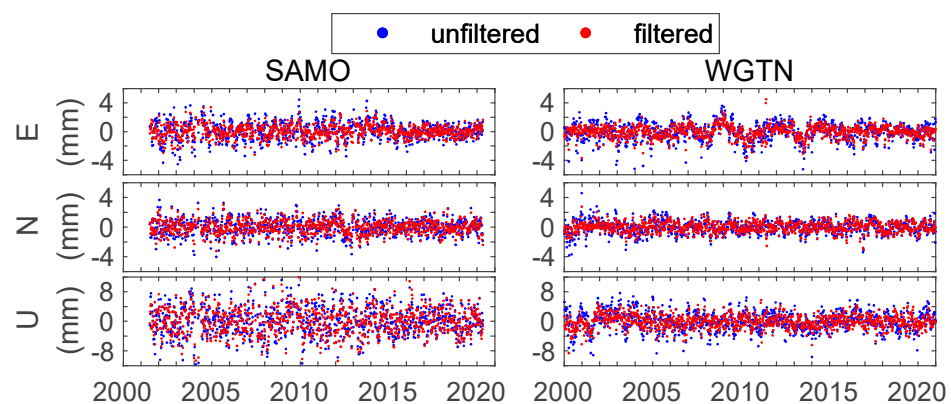 unfiltered filtered
SAMO WGTN
E (mm) 4 0 -4 4 0 -4
N (mm) 4 0 -4 4 0 -4
U (mm) 8 0 -8 8 0 -8
2000 2005 2010 2015 2020 2000 2005 2010 2015 2020